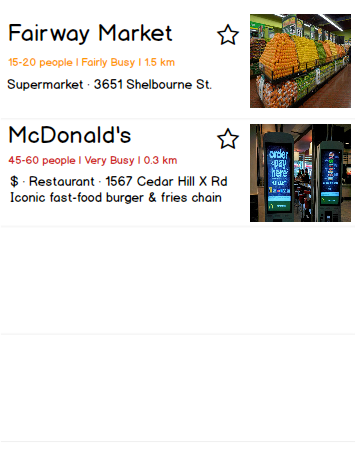 Fairway Market
15-20 people | Fairly Busy | 1.5 km
Supermarket · 3651 Shelbourne St.
McDonald's
45-60 people | Very Busy | 0.3 km
$ · Restaurant · 1567 Cedar Hill X Rd
Iconic fast-food burger & fries chain
order
pay
here